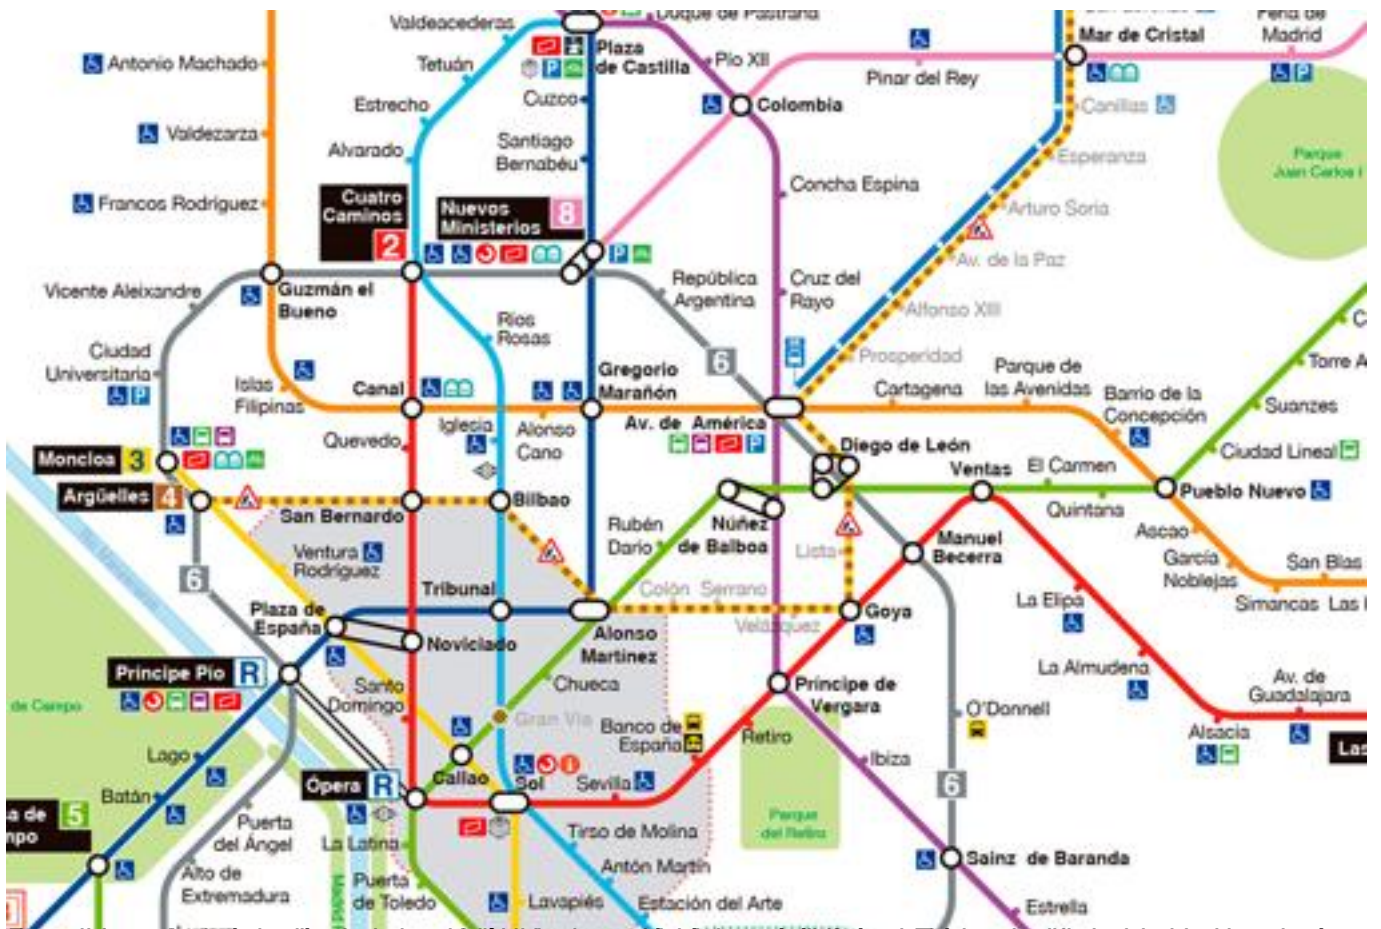 Valdeacederas
Duque de Pastrana
Antonio Machado
Tetuán
Plaza
de Castilla
Pío XII
Mar de Cristal
Madrid
Pinar del Rey
Estrecho
Cuzco
Colombia
Canillas
Valdezarza
Alvarado
Santiago
Bernabéu
Esperanza
Parque
Juan Carlos I
Francos Rodríguez
Cuatro
Caminos
2
Nuevos
Ministerios
8
Concha Espina
Arturo Soria
Av. de la Paz
Vicente Aleixandre
Guzmán el
Bueno
República
Argentina
Cruz del
Rayo
Alfonso XIII
Ríos
Rosas
Ciudad
Universitaria
Prosperidad
Torre A
6
Islas
Filipinas
Canal
Gregorio
Marañón
Cartagena
Parque de
las Avenidas
Barrio de la
Concepción
Suanzes
Quevedo
Iglesia
Alonso
Cano
Av. de América
Diego de León
Ciudad Lineal
Moncloa 3
Argüelles 4
Ventas
El Carmen
Pueblo Nuevo
Quintana
San Bernardo
Bilbao
Rubén
Darío
Núñez
de Balboa
Lista
Manuel
Becerra
Ascao
García
Noblejas
San Blas
Simancas
Las
Ventura
Rodríguez
6
Tribunal
Colón
Serrano
Velázquez
Goya
La Elipa
Plaza de
España
Noviciado
Alonso
Martínez
La Almudena
Príncipe Pío R
Santo
Domingo
Chueca
Príncipe de
Vergara
Av. de
Guadalajara
de Campo
Gran Vía
Banco de
España
Retiro
O'Donnell
Alsacia
Las
Lago
Callao
Sol
Sevilla
Ibiza
6
Ópera R
Batán
Puerta
del Ángel
La Latina
Tirso de Molina
Parque
del Retiro
5
Alto de
Extremadura
Puerta
de Toledo
Antón Martín
Sainz de Baranda
Lavapiés
Estación del Arte
Estrella